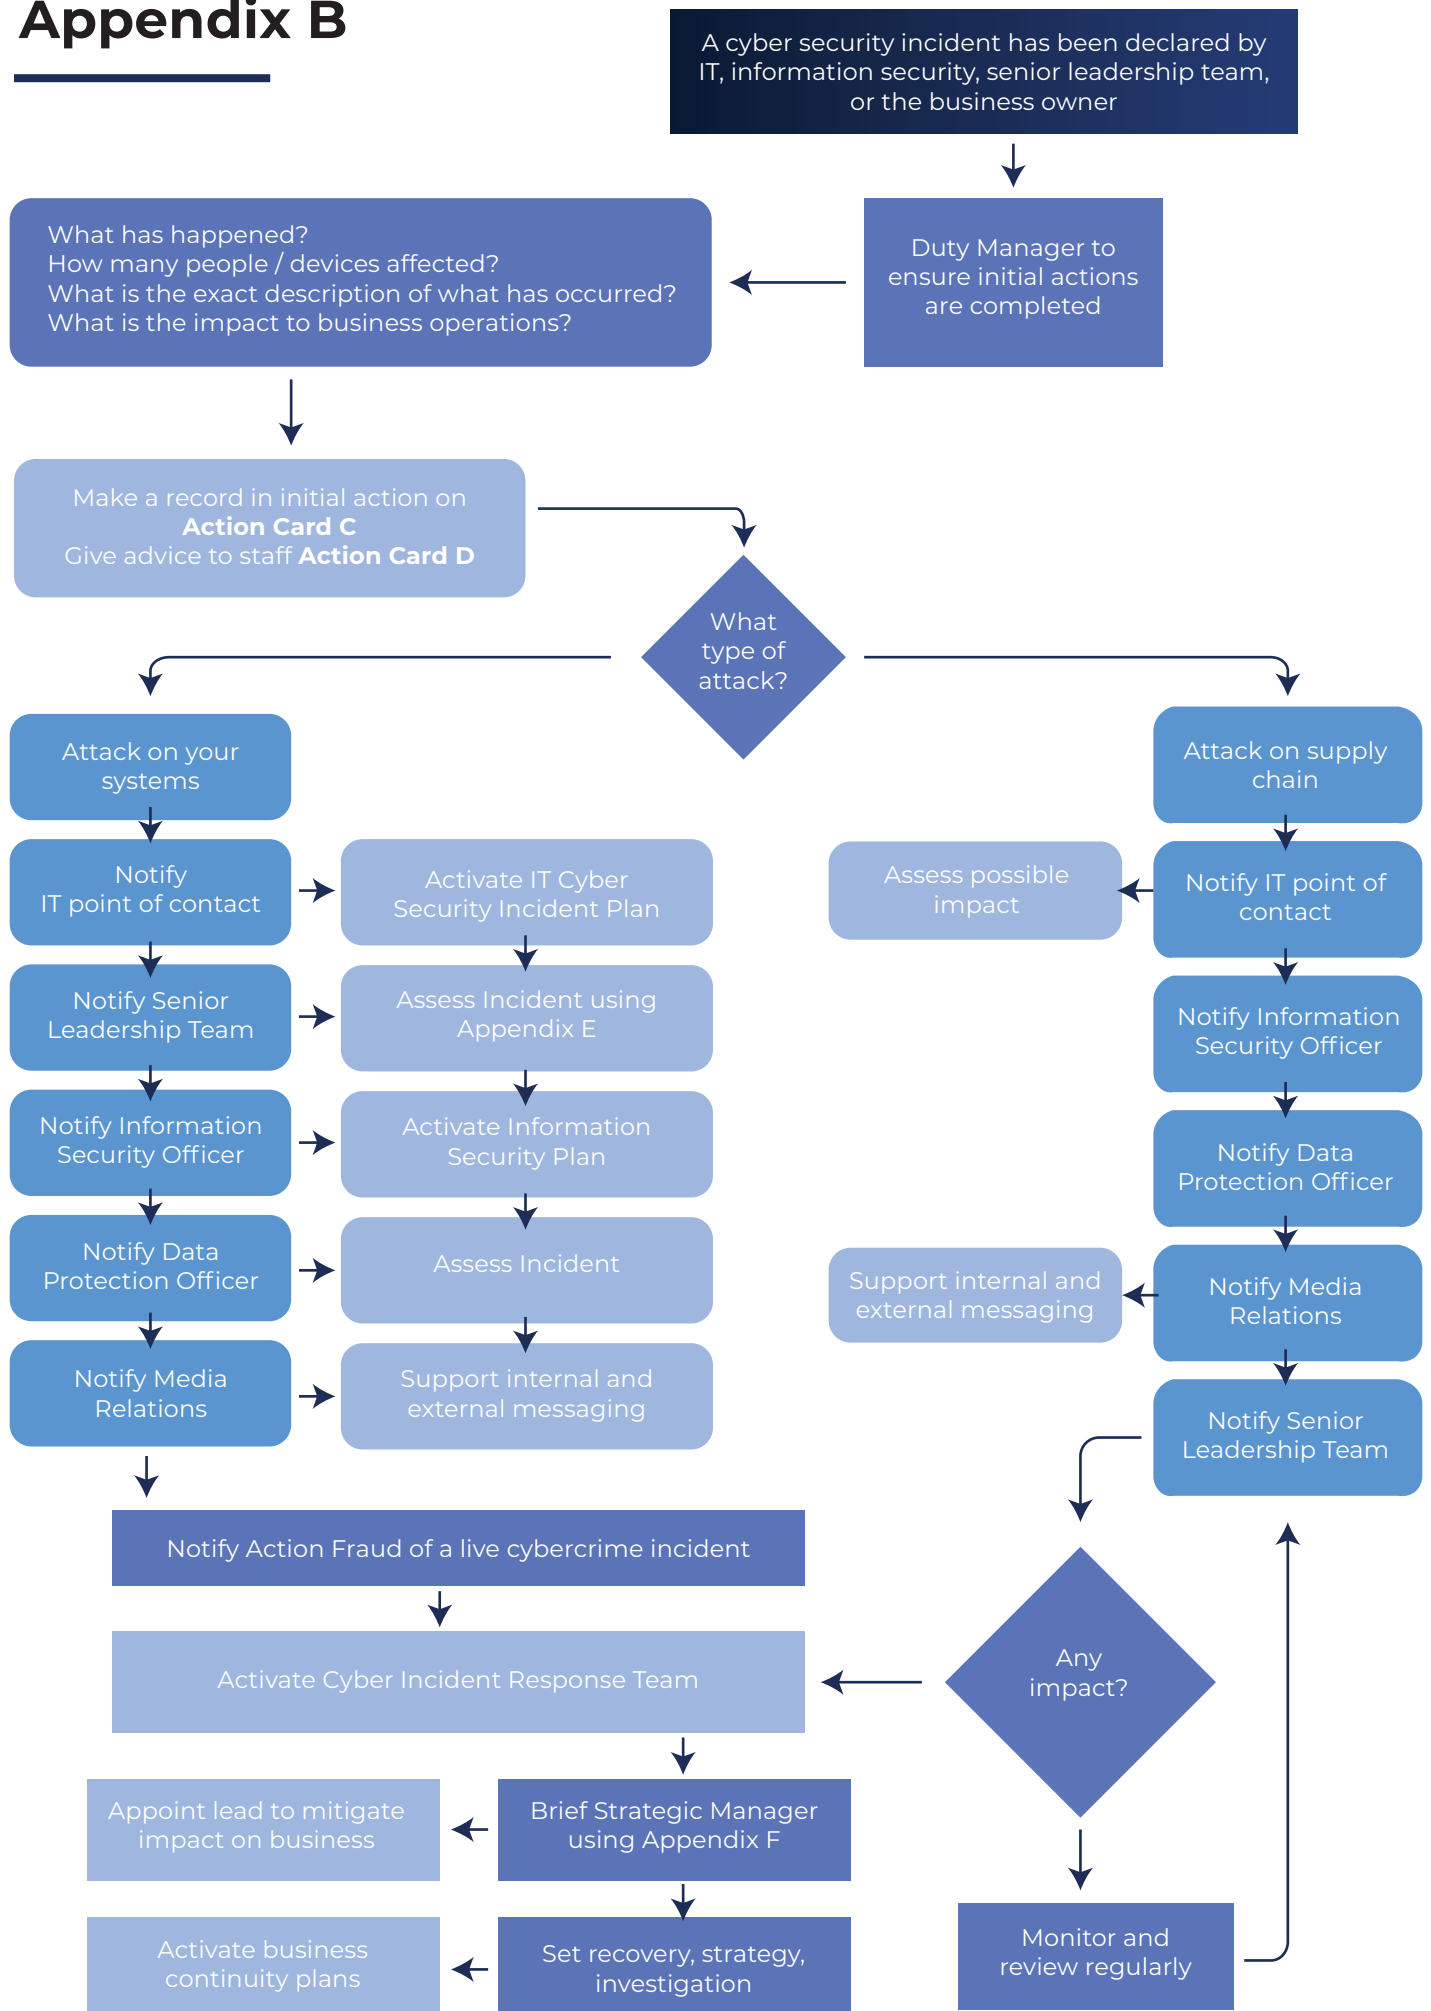 Appendix B
A cyber security incident has been declared by
IT, information security, senior leadership team,
or the business owner
Duty Manager to
ensure initial actions
are completed
What has happened?
How many people / devices affected?
What is the exact description of what has occurred?
What is the impact to business operations?
Make a record in initial action on
Action Card C
Give advice to staff Action Card D
What
type of
attack?
Attack on your
systems
Notify
IT point of contact
Activate IT Cyber
Security Incident Plan
Notify Senior
Leadership Team
Assess Incident using
Appendix E
Notify Information
Security Officer
Activate Information
Security Plan
Notify Data
Protection Officer
Assess Incident
Notify Media
Relations
Support internal and
external messaging
Attack on supply
chain
Notify IT point of
contact
Assess possible
impact
Notify Information
Security Officer
Notify Data
Protection Officer
Notify Media
Relations
Support internal and
external messaging
Notify Senior
Leadership Team
Notify Action Fraud of a live cybercrime incident
Activate Cyber Incident Response Team
Any
impact?
Brief Strategic Manager
using Appendix F
Appoint lead to mitigate
impact on business
Set recovery, strategy,
investigation
Activate business
continuity plans
Monitor and
review regularly